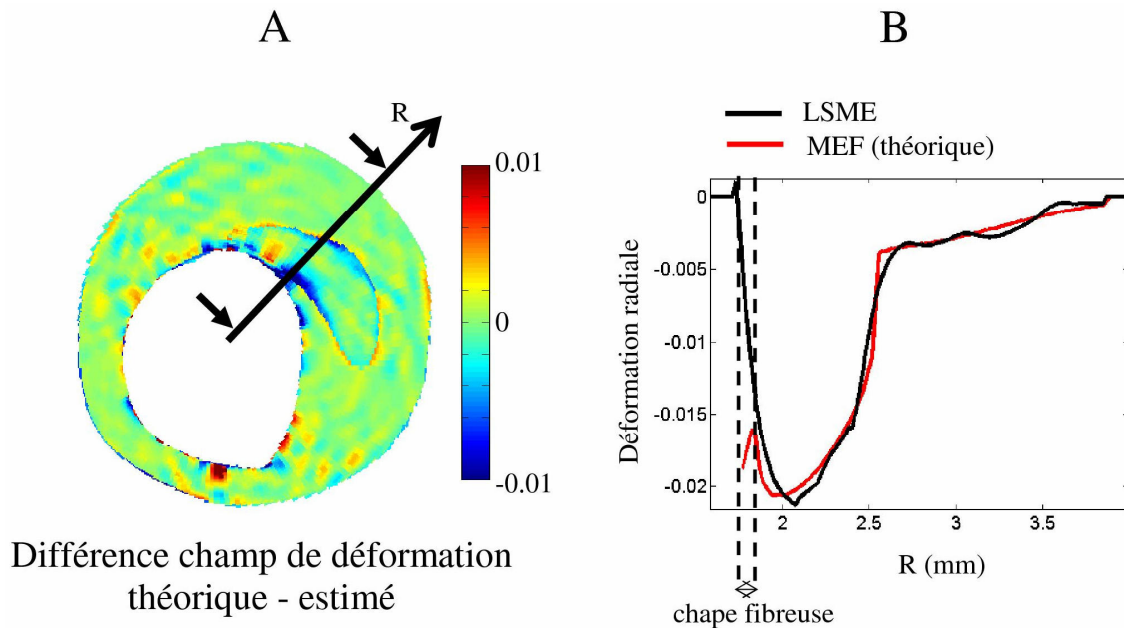 A
B
R
0.01
0
-0.01
Différence champ de déformation
théorique - estimé
LSME
MEF (théorique)
Déformation radiale
0
-0.005
-0.01
-0.015
-0.02
2
2.5
3
3.5
R (mm)
chape fibreuse